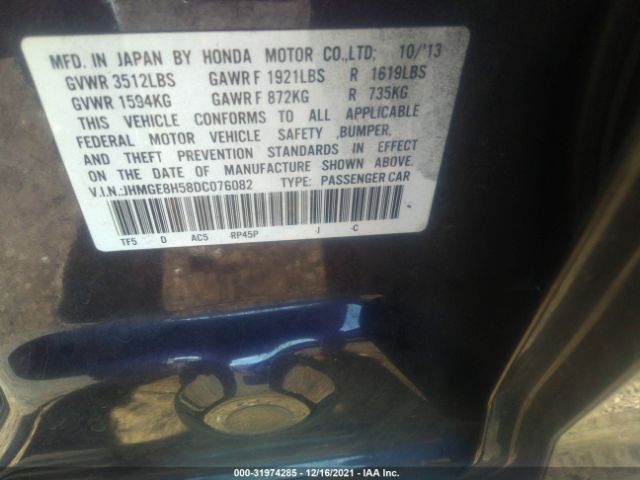 MFD. IN JAPAN BY HONDA MOTOR CO.,LTD: 10/'13
GVWR 3512LBS GAWR F 1921LBS R 1619LBS
GVWR 1594KG GAWR F 872KG R 735KG
THIS VEHICLE CONFORMS TO ALL APPLICABLE
FEDERAL MOTOR VEHICLE SAFETY ,BUMPER,
AND THEFT PREVENTION STANDARDS IN EFFECT
ON THE DATE OF MANUFACTURE SHOWN ABOVE.
V.I.N.:JHMGE8H58DC076082 TYPE: PASSENGER CAR
TF5 D AC5 -RP45P -J -C
000-31974285 - 12/16/2021 - IAA Inc.